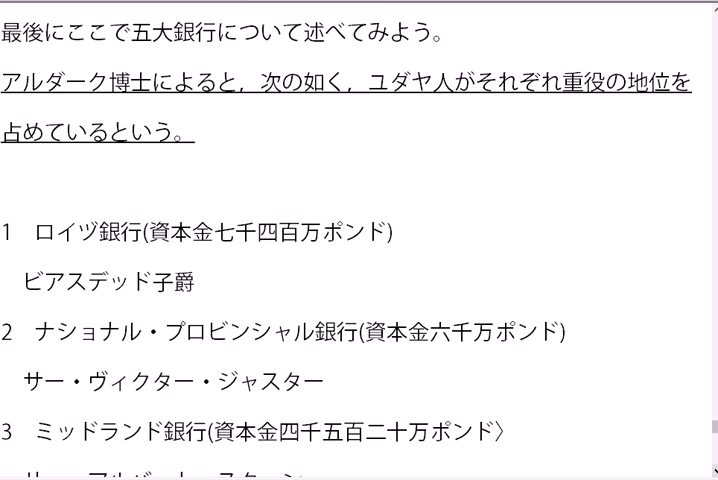 最後にここで五大銀行について述べてみよう。
アルダーク博士によると，次の如く，ユダヤ人がそれぞれ重役の地位を
占めているという。
1　ロイヅ銀行(資本金七千四百万ポンド)
ビアスデッド子爵
2　ナショナル・プロビンシャル銀行(資本金六千万ポンド)
サー・ヴィクター・ジャスター
3　ミッドランド銀行(資本金四千五百二十万ポンド〉